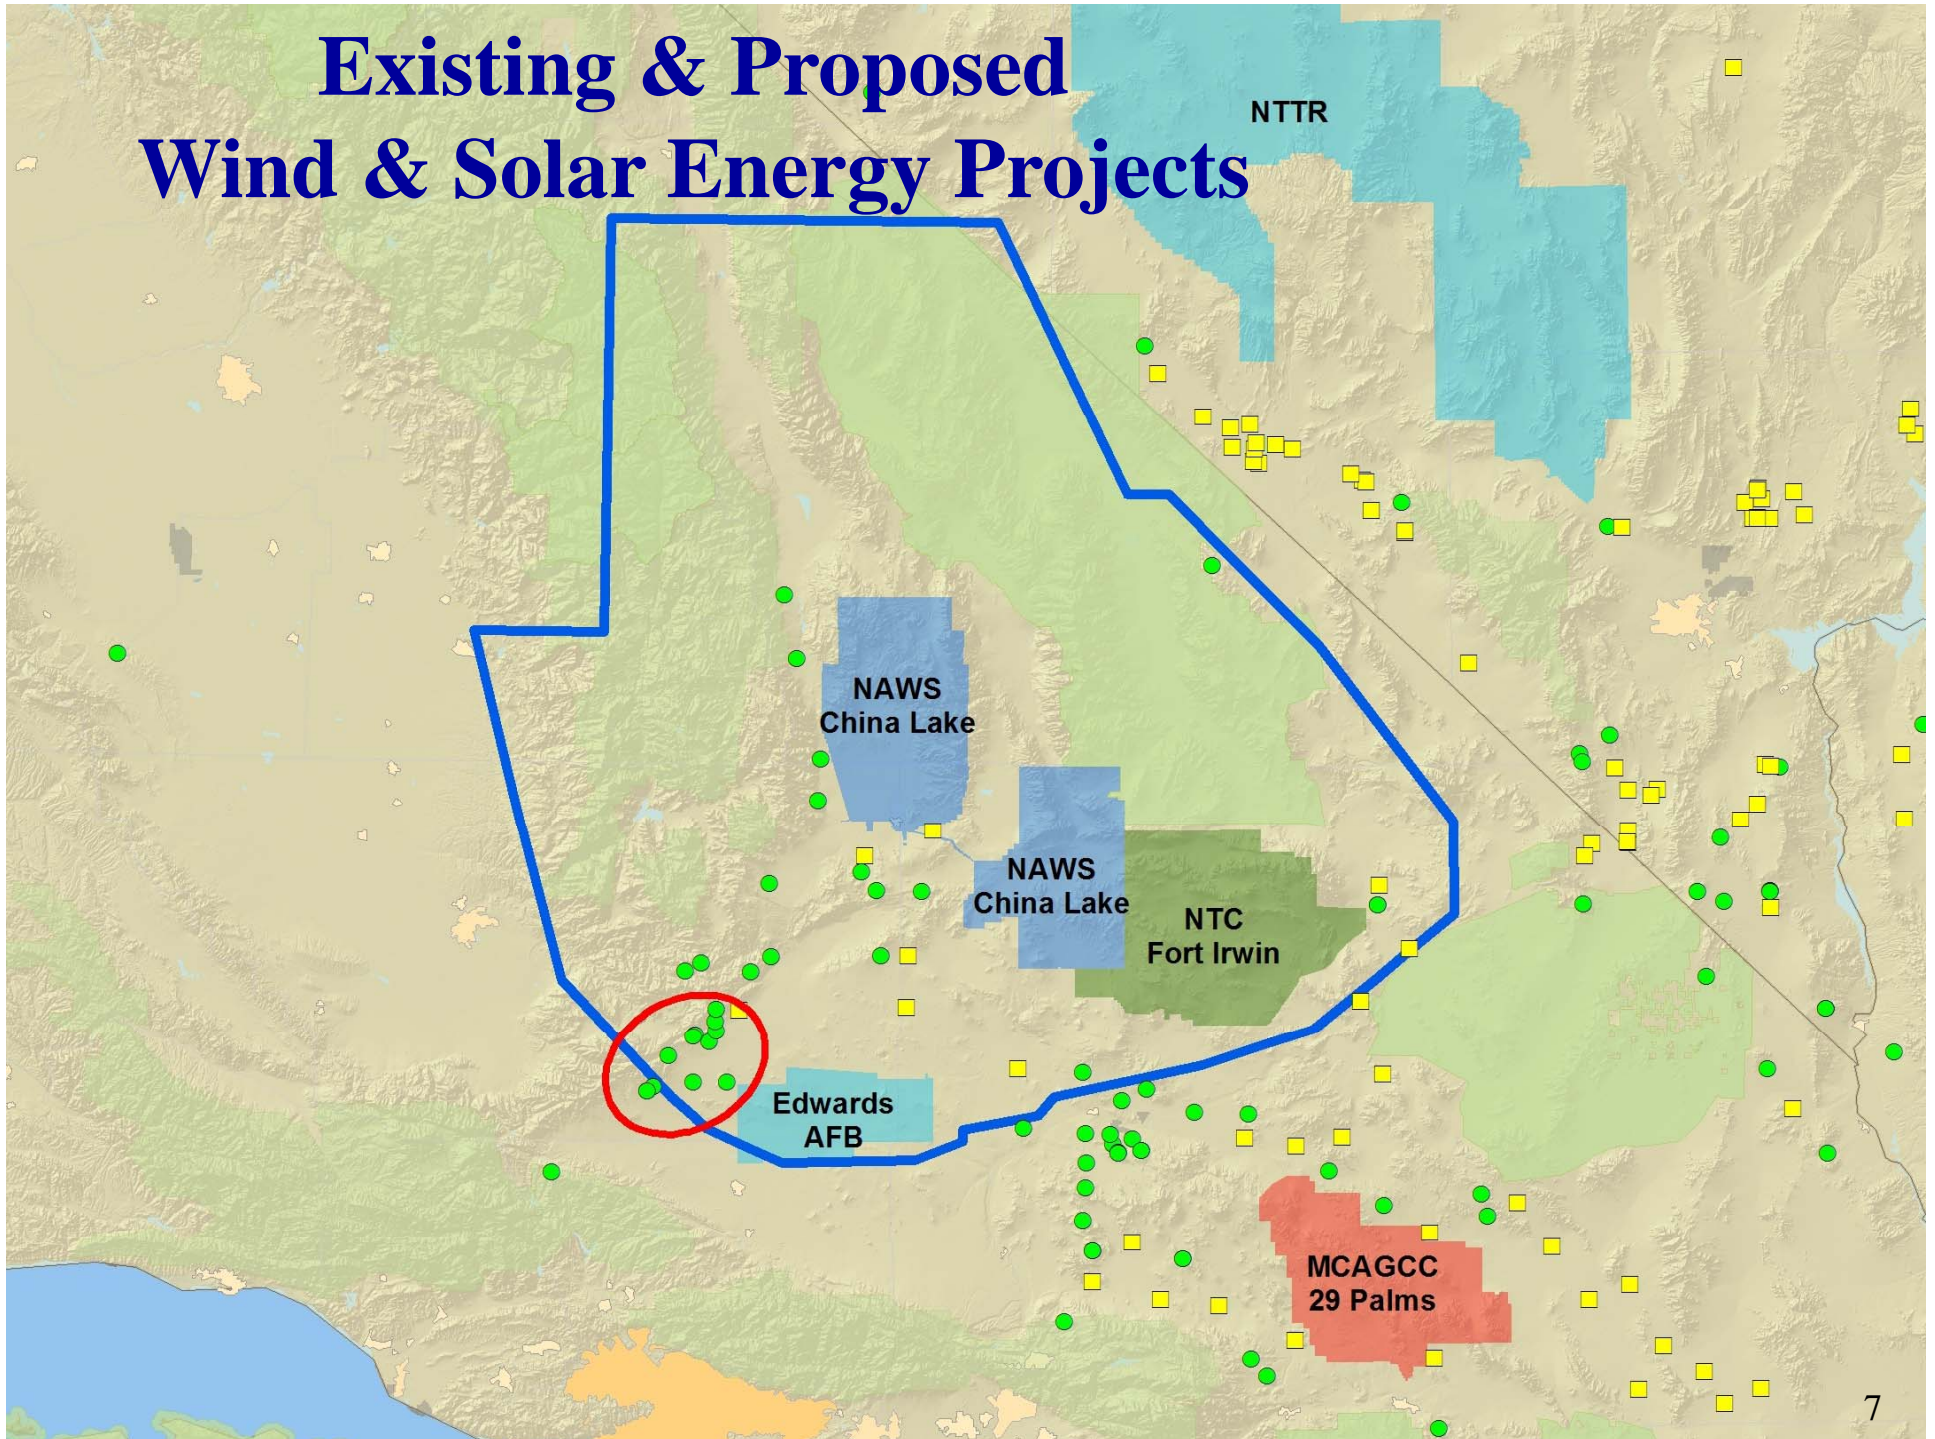 Existing & Proposed
Wind & Solar Energy Projects
NTTR
NAWS
China Lake
NAWS
China Lake
NTC
Fort Irwin
Edwards
AFB
MCAGCC
29 Palms
7